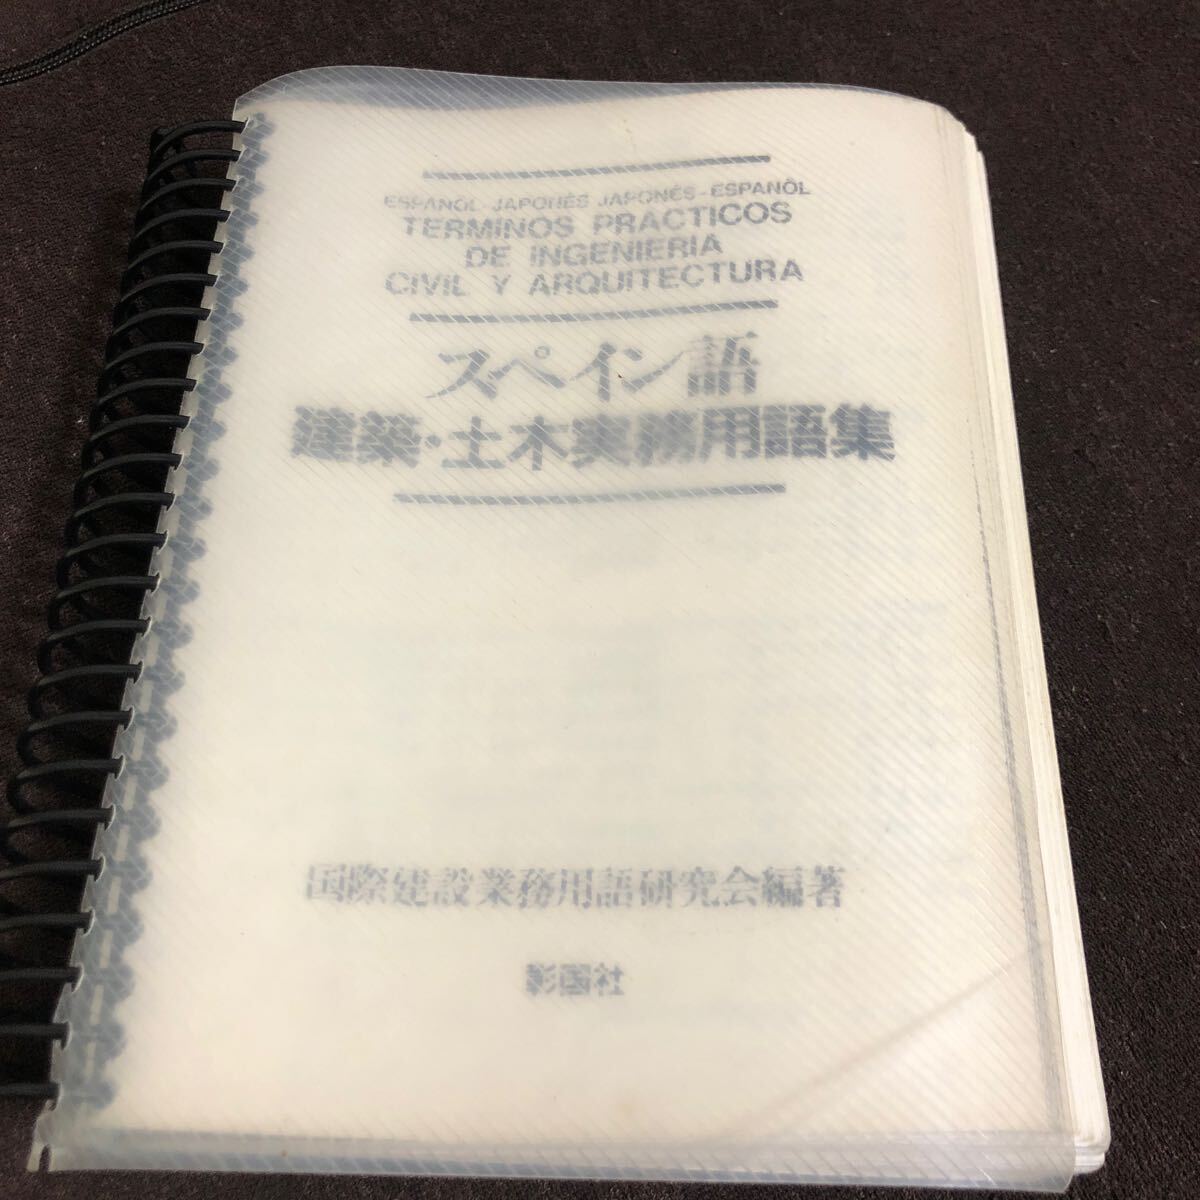 ESPAÑOL-JAPONÉS JAPONÉS-ESPAÑOL
TERMINOS PRACTICOS
DE INGENIERIA
CIVIL Y ARQUITECTURA
スペイン語
建築・土木実務用語集
国際建設業務用語研究会編著
彰国社